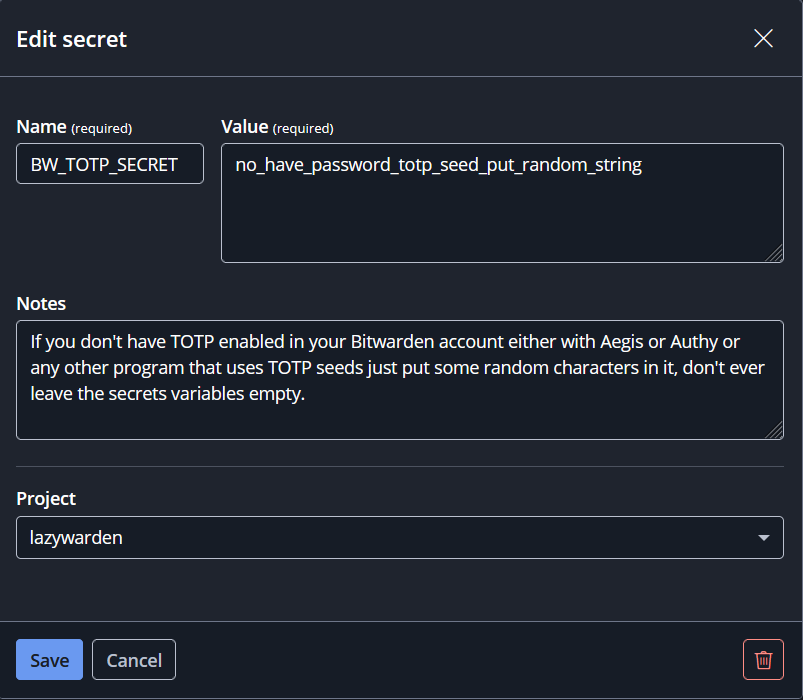 Edit secret
Name (required)
Value (required)
BW_TOTP_SECRET
no_have_password_totp_seed_put_random_string
Notes
If you don't have TOTP enabled in your Bitwarden account either with Aegis or Authy or
any other program that uses TOTP seeds just put some random characters in it, don't ever
leave the secrets variables empty.
Project
lazywarden
Save
Cancel